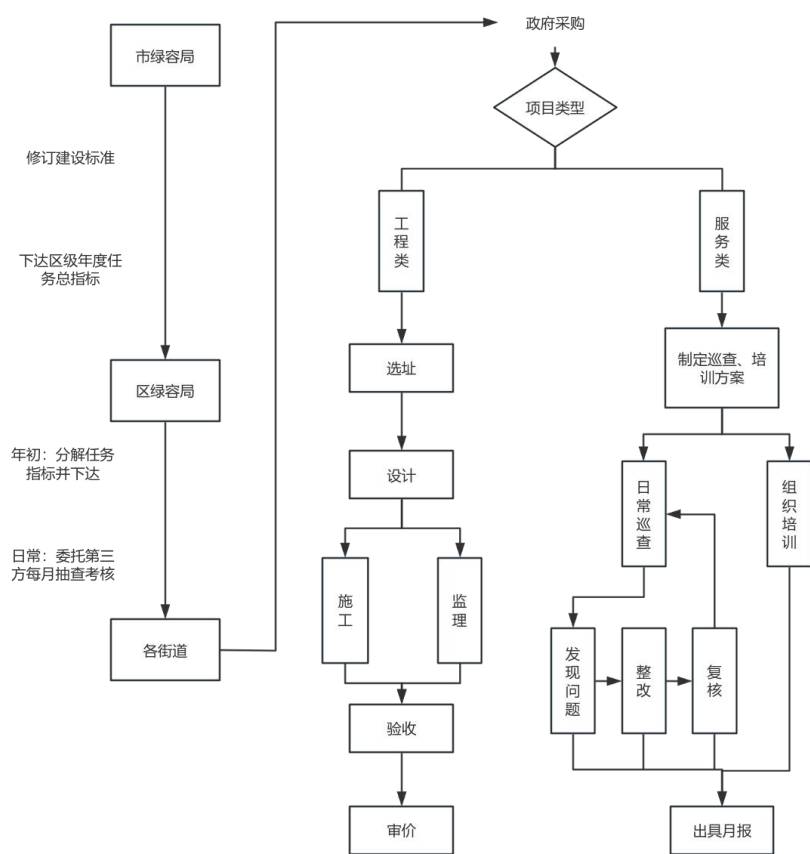 市绿容局
修订建设标准
下达区级年度任
务总指标
区绿容局
年初：分解任务
指标并下达
日常：委托第三
方每月抽查考核
各街道
政府采购
项目类型
工程类
选址
设计
施工
监理
验收
审价
服务类
制定巡查、培
训方案
日常巡查
组织培训
发现问题
整改
复核
出具月报